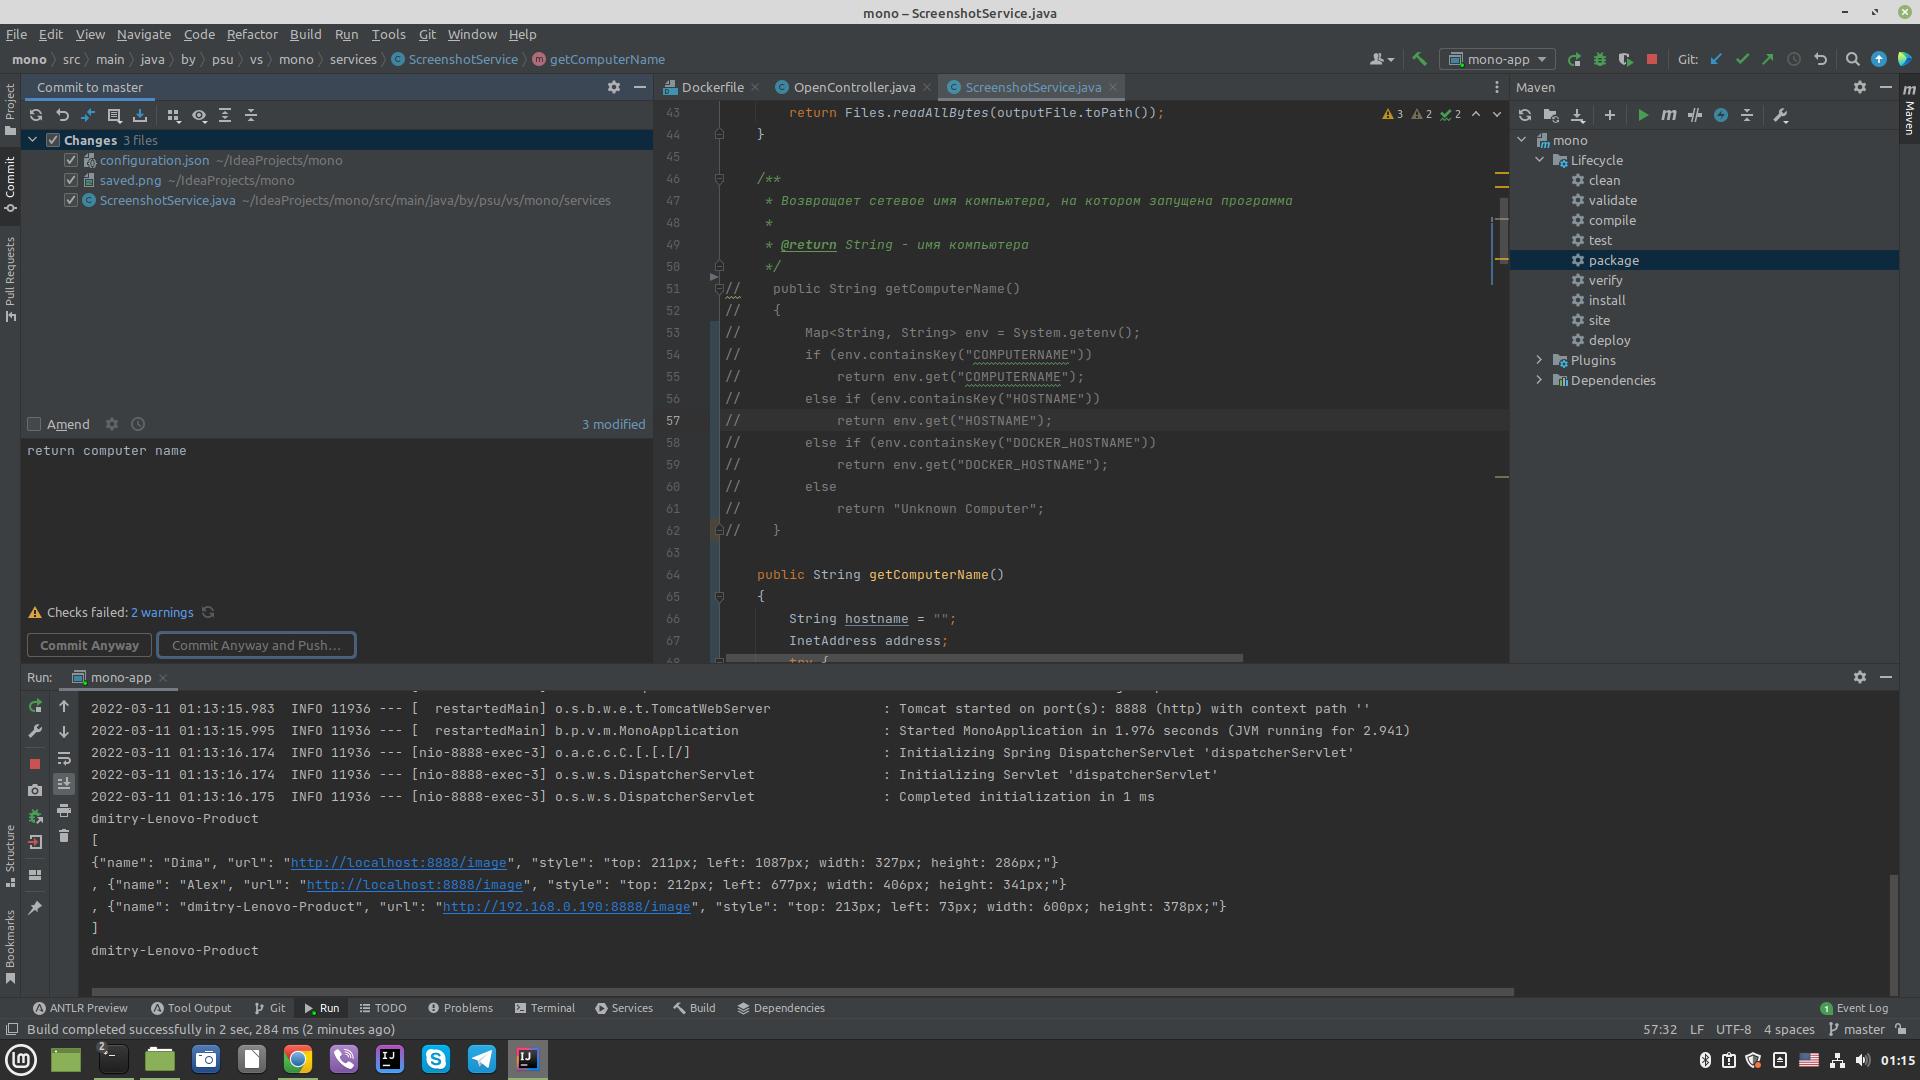 mono – ScreenshotService.java
File Edit View Navigate Code Refactor Build Run Tools Git Window Help
mono src main java by psu vs mono services ScreenshotService getComputerName
mono-app
Git:
Commit to master
Changes 3 files
configuration.json ~/IdeaProjects/mono
saved.png ~/IdeaProjects/mono
ScreenshotService.java ~/IdeaProjects/mono/src/main/java/by/psu/vs/mono/services
Amend
3 modified
return computer name
Checks failed: 2 warnings
Commit Anyway
Commit Anyway and Push...
Project
Commit
Pull Requests
Structure
Bookmarks
Dockerfile
OpenController.java
ScreenshotService.java
3 2 2
43 return Files.readAllBytes(outputFile.toPath());
44 }
45
46 /**
47 * Возвращает сетевое имя компьютера, на котором запущена программа
48 *
49 * @return String - имя компьютера
50 */
51 // public String getComputerName()
52 // {
53 // Map<String, String> env = System.getenv();
54 // if (env.containsKey("COMPUTERNAME"))
55 // return env.get("COMPUTERNAME");
56 // else if (env.containsKey("HOSTNAME"))
57 // return env.get("HOSTNAME");
58 // else if (env.containsKey("DOCKER_HOSTNAME"))
59 // return env.get("DOCKER_HOSTNAME");
60 // else
61 // return "Unknown Computer";
62 // }
63
64 public String getComputerName()
65 {
66 String hostname = "";
67 InetAddress address;
68 try {
Maven
mono
Lifecycle
clean
validate
compile
test
package
verify
install
site
deploy
Plugins
Dependencies
Maven
Run: mono-app
2022-03-11 01:13:15.983 INFO 11936 --- [ restartedMain] o.s.b.w.e.t.TomcatWebServer : Tomcat started on port(s): 8888 (http) with context path ''
2022-03-11 01:13:15.995 INFO 11936 --- [ restartedMain] b.p.v.m.MonoApplication : Started MonoApplication in 1.976 seconds (JVM running for 2.941)
2022-03-11 01:13:16.174 INFO 11936 --- [nio-8888-exec-3] o.a.c.c.C.[.[.[/] : Initializing Spring DispatcherServlet 'dispatcherServlet'
2022-03-11 01:13:16.174 INFO 11936 --- [nio-8888-exec-3] o.s.w.s.DispatcherServlet : Initializing Servlet 'dispatcherServlet'
2022-03-11 01:13:16.175 INFO 11936 --- [nio-8888-exec-3] o.s.w.s.DispatcherServlet : Completed initialization in 1 ms
dmitry-Lenovo-Product
[
{"name": "Dima", "url": "http://localhost:8888/image", "style": "top: 211px; left: 1087px; width: 327px; height: 286px;"}
, {"name": "Alex", "url": "http://localhost:8888/image", "style": "top: 212px; left: 677px; width: 406px; height: 341px;"}
, {"name": "dmitry-Lenovo-Product", "url": "http://192.168.0.190:8888/image", "style": "top: 213px; left: 73px; width: 600px; height: 378px;"}
]
dmitry-Lenovo-Product
ANTLR Preview Tool Output Git Run TODO Problems Terminal Services Build Dependencies
1 Event Log
Build completed successfully in 2 sec, 284 ms (2 minutes ago)
57:32 LF UTF-8 4 spaces master
2
01:15